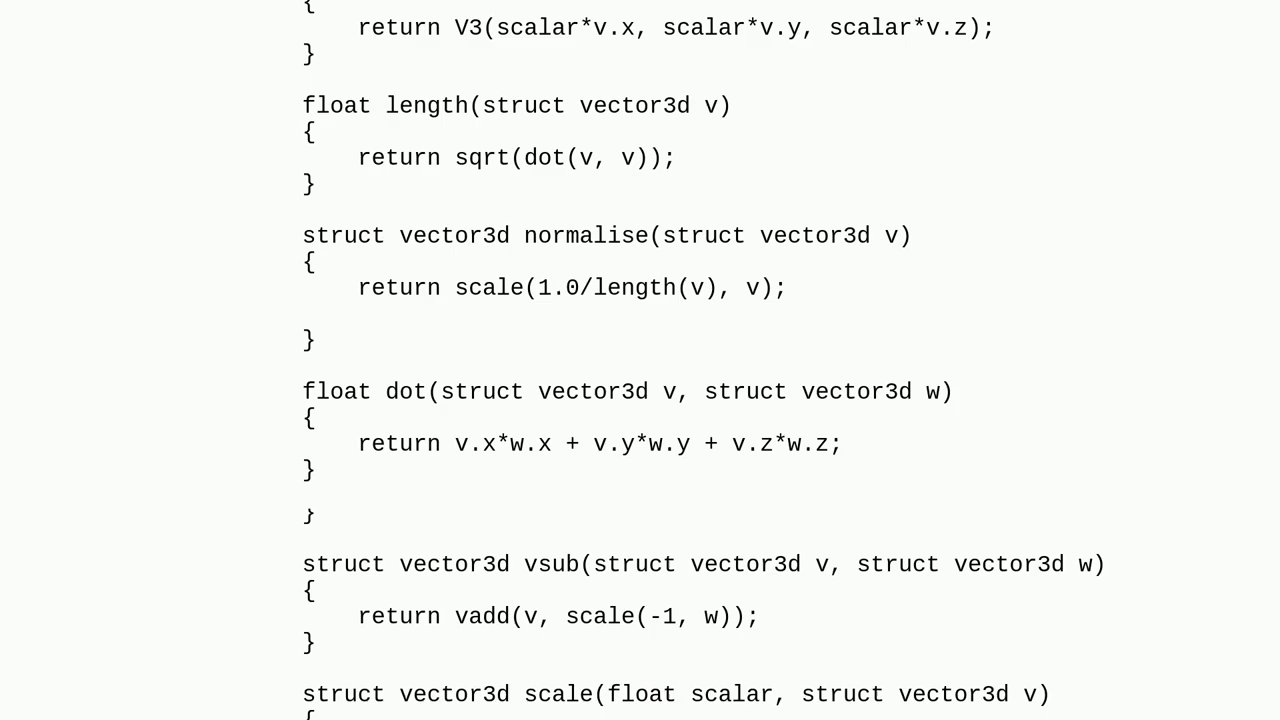 {
    return V3(scalar*v.x, scalar*v.y, scalar*v.z);
}

float length(struct vector3d v)
{
    return sqrt(dot(v, v));
}

struct vector3d normalise(struct vector3d v)
{
    return scale(1.0/length(v), v);

}

float dot(struct vector3d v, struct vector3d w)
{
    return v.x*w.x + v.y*w.y + v.z*w.z;
}

}

struct vector3d vsub(struct vector3d v, struct vector3d w)
{
    return vadd(v, scale(-1, w));
}

struct vector3d scale(float scalar, struct vector3d v)
{